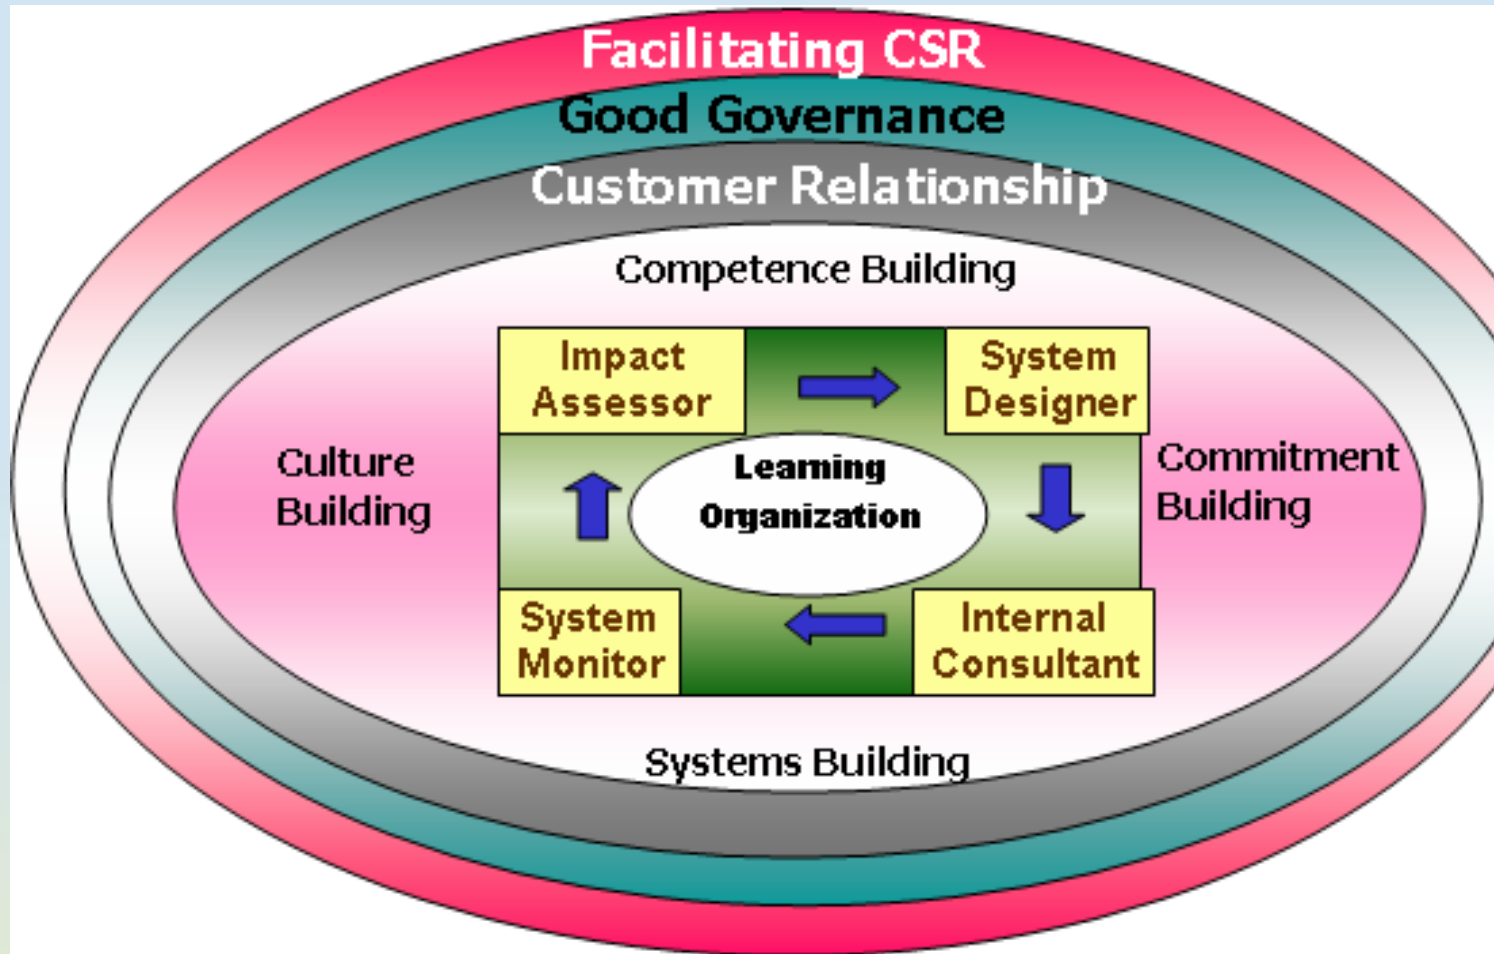 Facilitating CSR
Good Governance
Customer Relationship
Competence Building
Impact
Assessor
System
Designer
Culture
Building
Learning
Organization
Commitment
Building
System
Monitor
Internal
Consultant
Systems Building